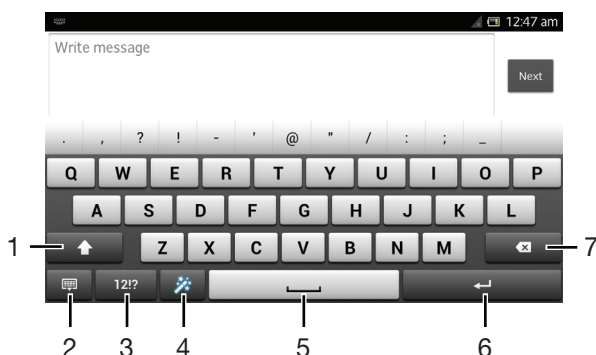 12:47 am
Write message
Next
. , ? ! - ' @ " / : ; _
Q W E R T Y U I O P
A S D F G H J K L
1 Z X C V B N M 7
12!?
2 3 4 5 6